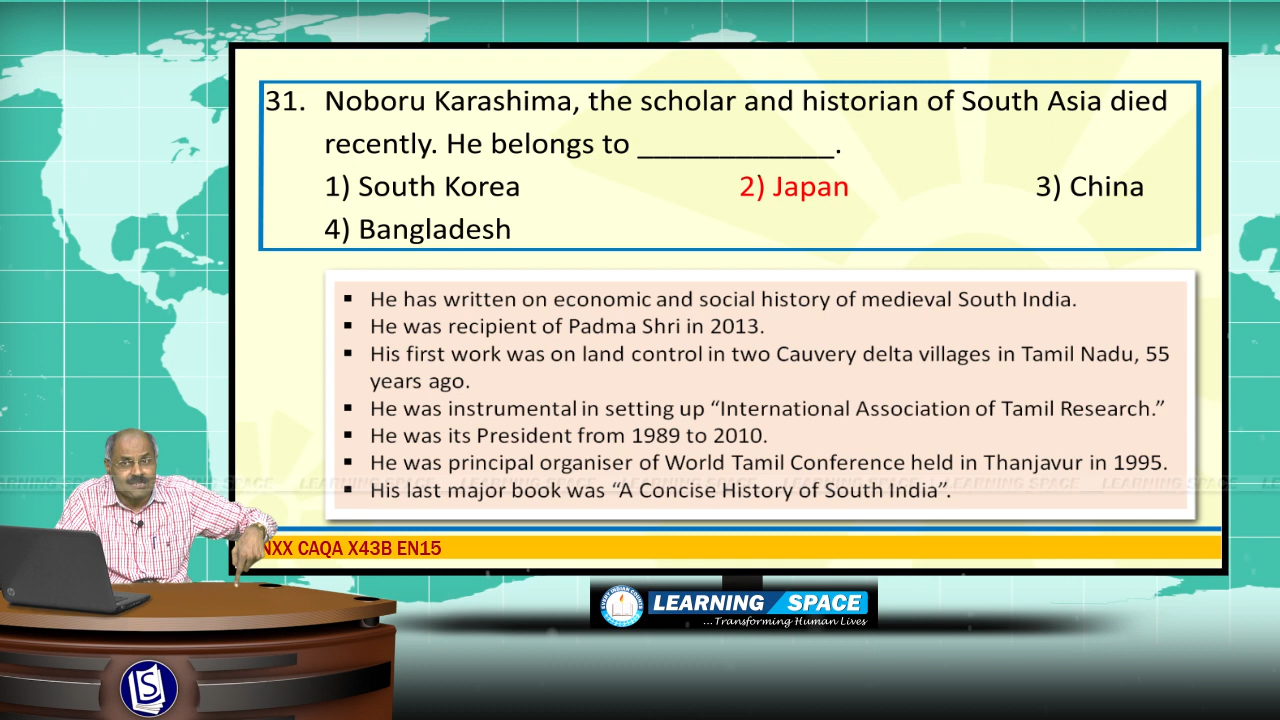 31. Noboru Karashima, the scholar and historian of South Asia died
recently. He belongs to ____________.
1) South Korea 2) Japan 3) China
4) Bangladesh
▪ He has written on economic and social history of medieval South India.
▪ He was recipient of Padma Shri in 2013.
▪ His first work was on land control in two Cauvery delta villages in Tamil Nadu, 55
years ago.
▪ He was instrumental in setting up “International Association of Tamil Research.”
▪ He was its President from 1989 to 2010.
▪ He was principal organiser of World Tamil Conference held in Thanjavur in 1995.
LEARNING SPACE LEARNING SPACE LEARNING SPACE
▪ His last major book was “A Concise History of South India”.
NXX CAQA X43B EN15
LEARNING SPACE
...Transforming Human Lives
LS